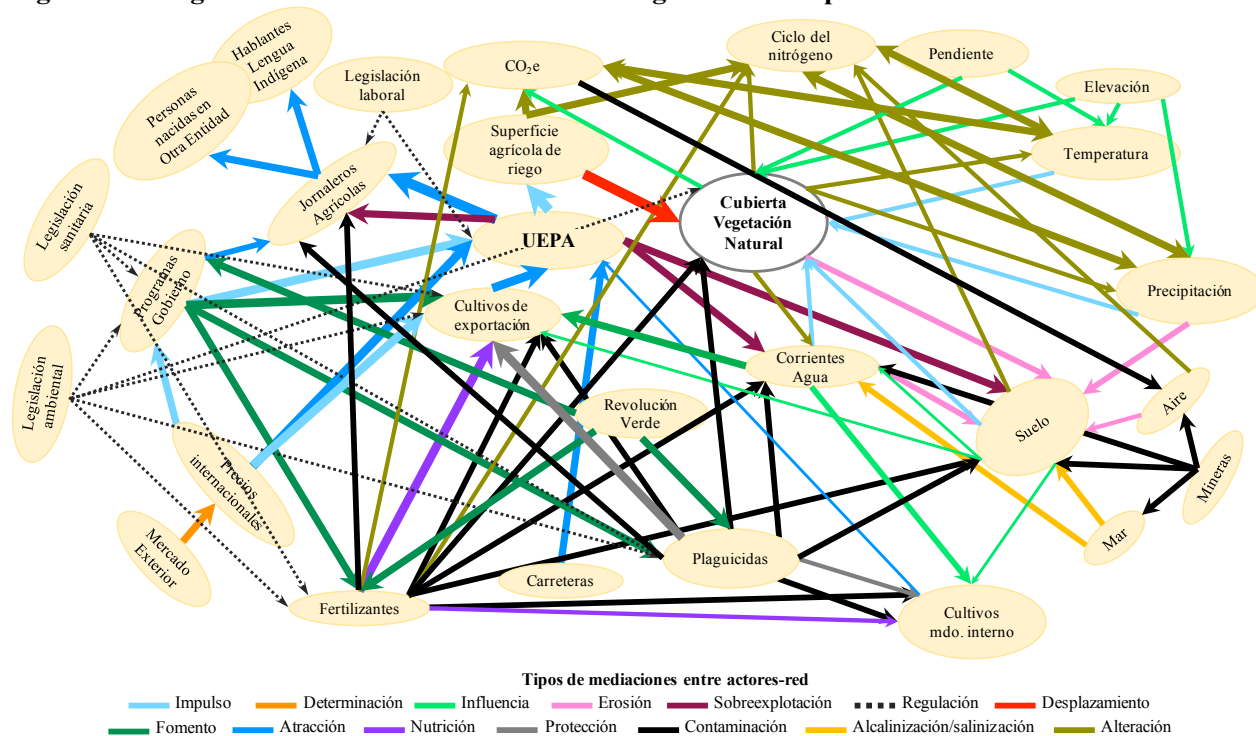 Hablantes
Lengua
Indígena
Personas
nacidas en
Otra Entidad
Legislación
laboral
CO₂e
Ciclo del
nitrógeno
Pendiente
Elevación
Temperatura
Superficie
agrícola de
riego
Jornaleros
Agrícolas
Legislación
sanitaria
Cubierta
Vegetación
Natural
UEPA
Programas
Gobierno
Precipitación
Cultivos de
exportación
Corrientes
Agua
Legislación
ambiental
Revolución
Verde
Suelo
Aire
Precios
internacionales
Mineras
Mercado
Exterior
Mar
Plaguicidas
Carreteras
Fertilizantes
Cultivos
mdo. interno
Tipos de mediaciones entre actores-red
Impulso Determinación Influencia Erosión Sobreexplotación Regulación Desplazamiento
Fomento Atracción Nutrición Protección Contaminación Alcalinización/salinización Alteración